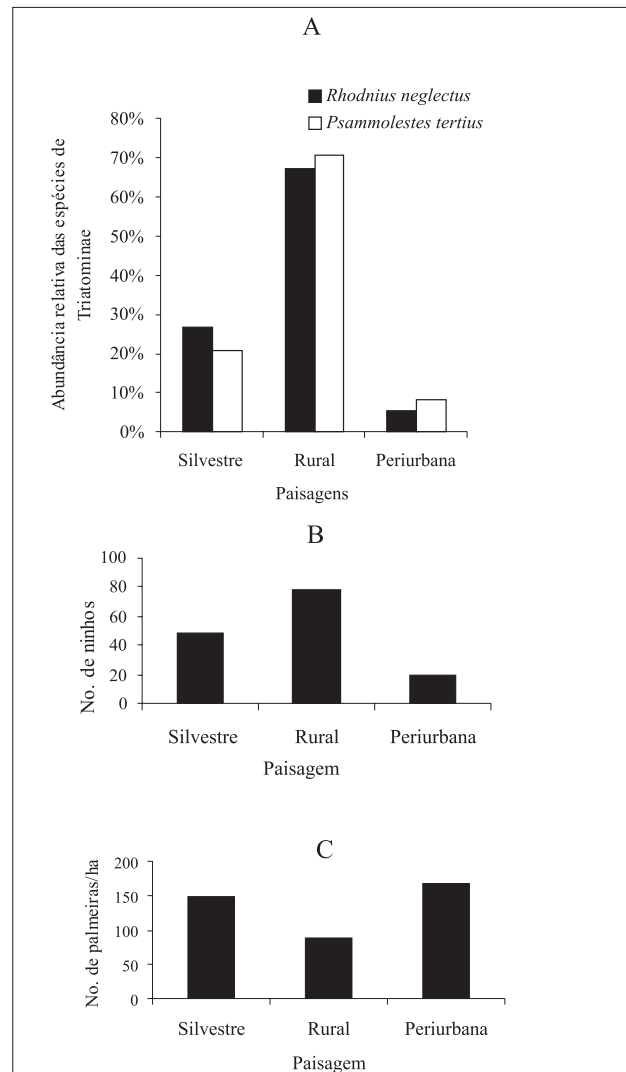 A
Rhodnius neglectus
Psammolestes tertius
Abundância relativa das espécies de
Triatominae
80%
70%
60%
50%
40%
30%
20%
10%
0%
Silvestre Rural Periurbana
Paisagens
B
No. de ninhos
100
80
60
40
20
0
Silvestre Rural Periurbana
Paisagem
C
No. de palmeiras/ha
200
150
100
50
0
Silvestre Rural Periurbana
Paisagem